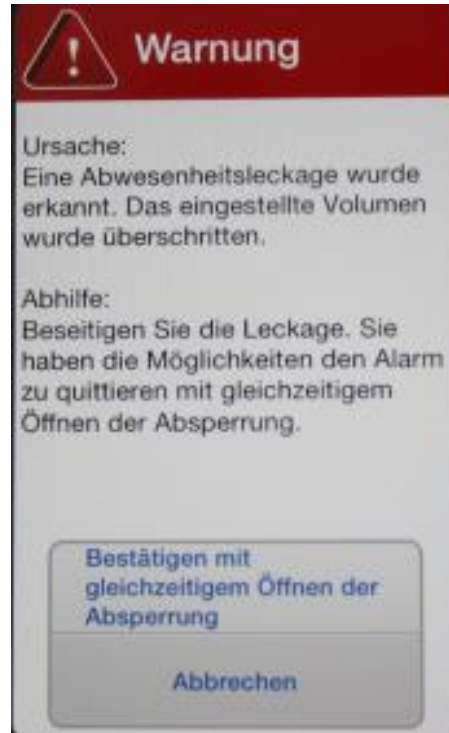 Warnung
Ursache:
Eine Abwesenheitsleckage wurde
erkannt. Das eingestellte Volumen
wurde überschritten.
Abhilfe:
Beseitigen Sie die Leckage. Sie
haben die Möglichkeiten den Alarm
zu quittieren mit gleichzeitigem
Öffnen der Absperrung.
Bestätigen mit
gleichzeitigem Öffnen der
Absperrung
Abbrechen